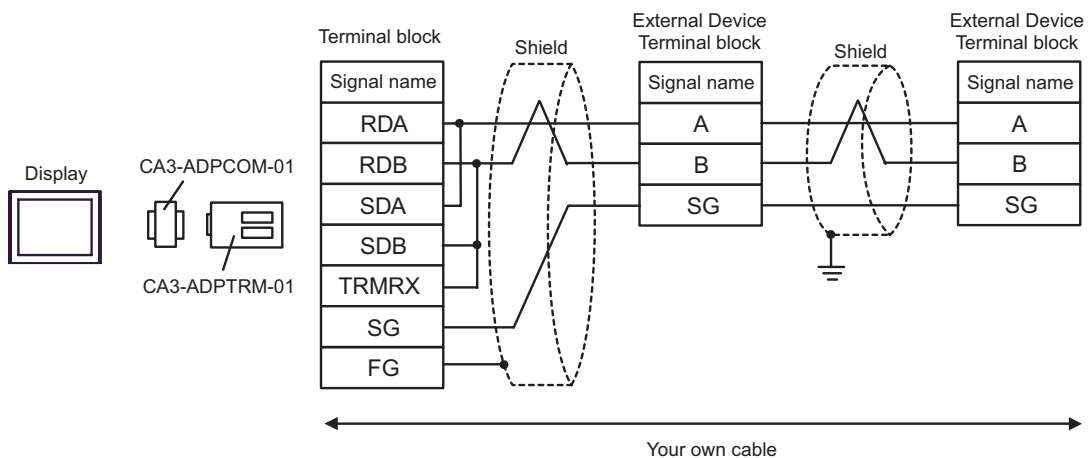 Display
CA3-ADPCOM-01
CA3-ADPTRM-01
Terminal block
Signal name
RDA
RDB
SDA
SDB
TRMRX
SG
FG
Shield
External Device
Terminal block
Signal name
A
B
SG
Shield
External Device
Terminal block
Signal name
A
B
SG
Your own cable